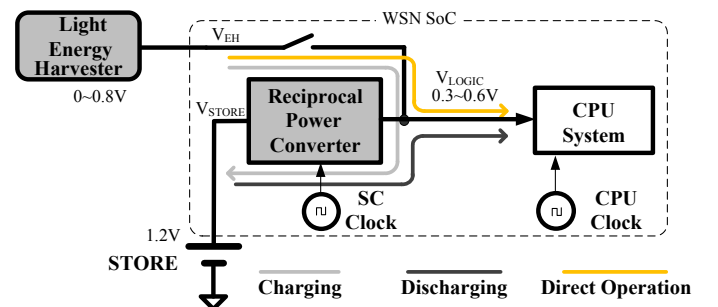 WSN SoC
Light
Energy
Harvester
0~0.8V
VEH
VSTORE
Reciprocal
Power
Converter
VLOGIC
0.3~0.6V
CPU
System
SC
Clock
CPU
Clock
1.2V
STORE
Charging
Discharging
Direct Operation